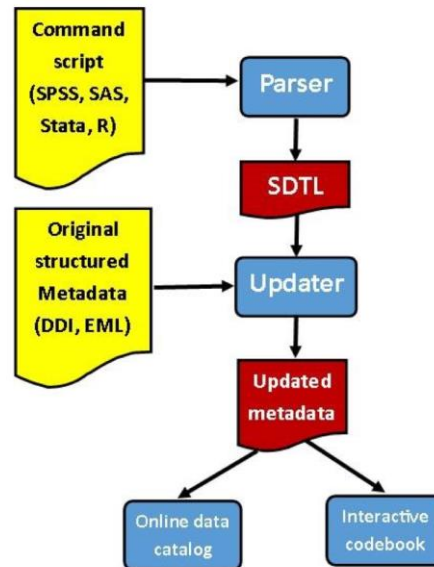 Command
script
(SPSS, SAS,
Stata, R)
Parser
SDTL
Original
structured
Metadata
(DDI, EML)
Updater
Updated
metadata
Online data
catalog
Interactive
codebook